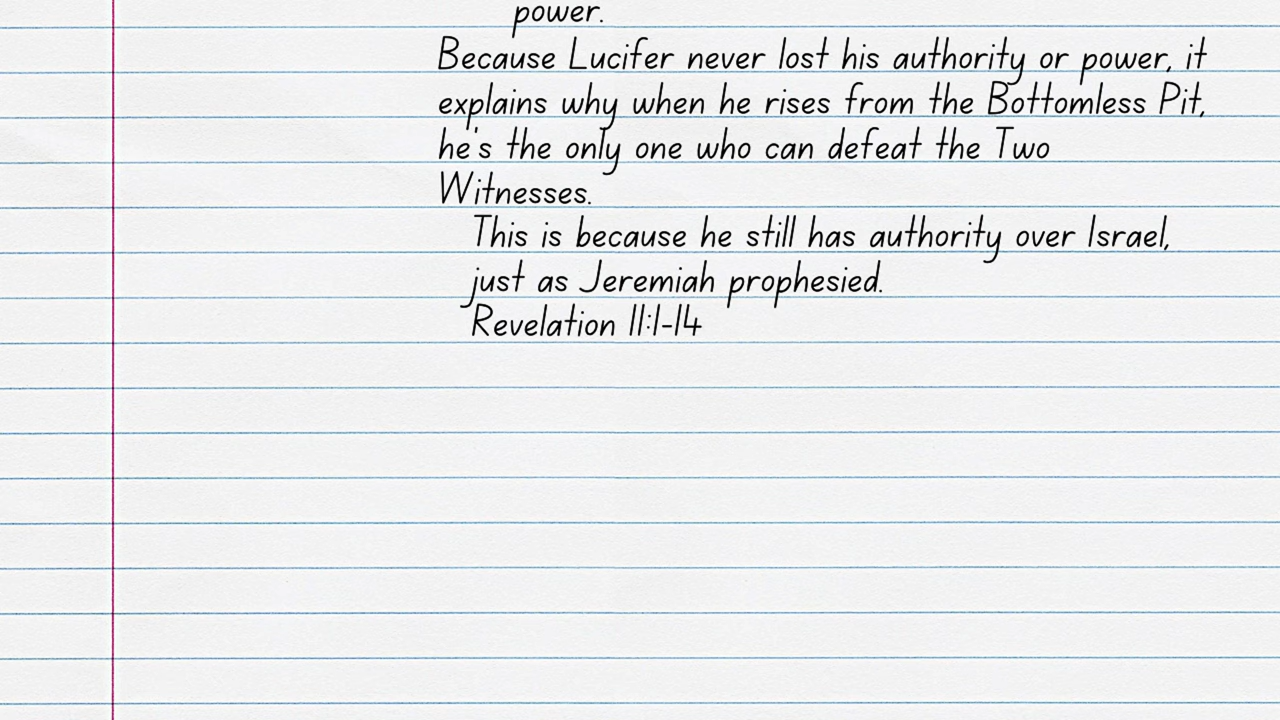 power.
Because Lucifer never lost his authority or power, it
explains why when he rises from the Bottomless Pit,
he's the only one who can defeat the Two
Witnesses.
This is because he still has authority over Israel,
just as Jeremiah prophesied.
Revelation 11:1-14